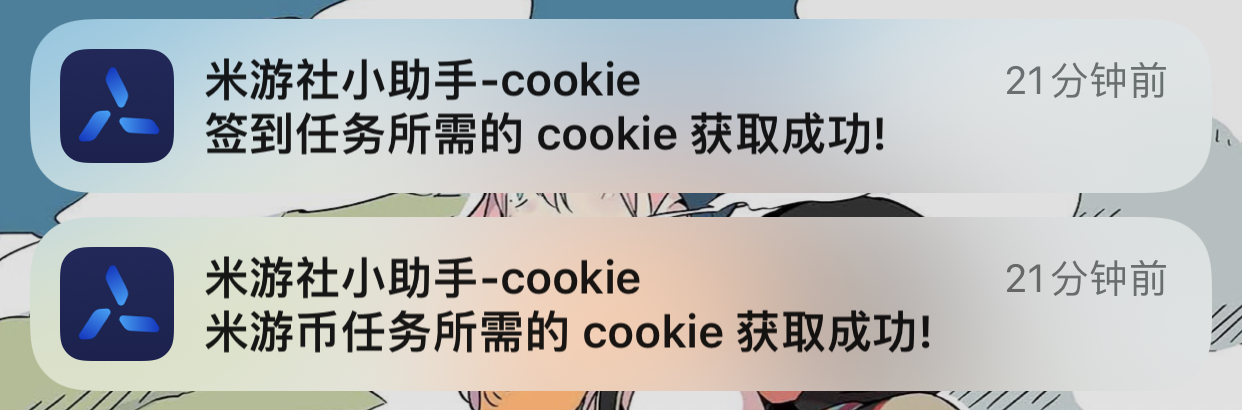 米游社小助手-cookie
21分钟前
签到任务所需的 cookie 获取成功!
米游社小助手-cookie
21分钟前
米游币任务所需的 cookie 获取成功!